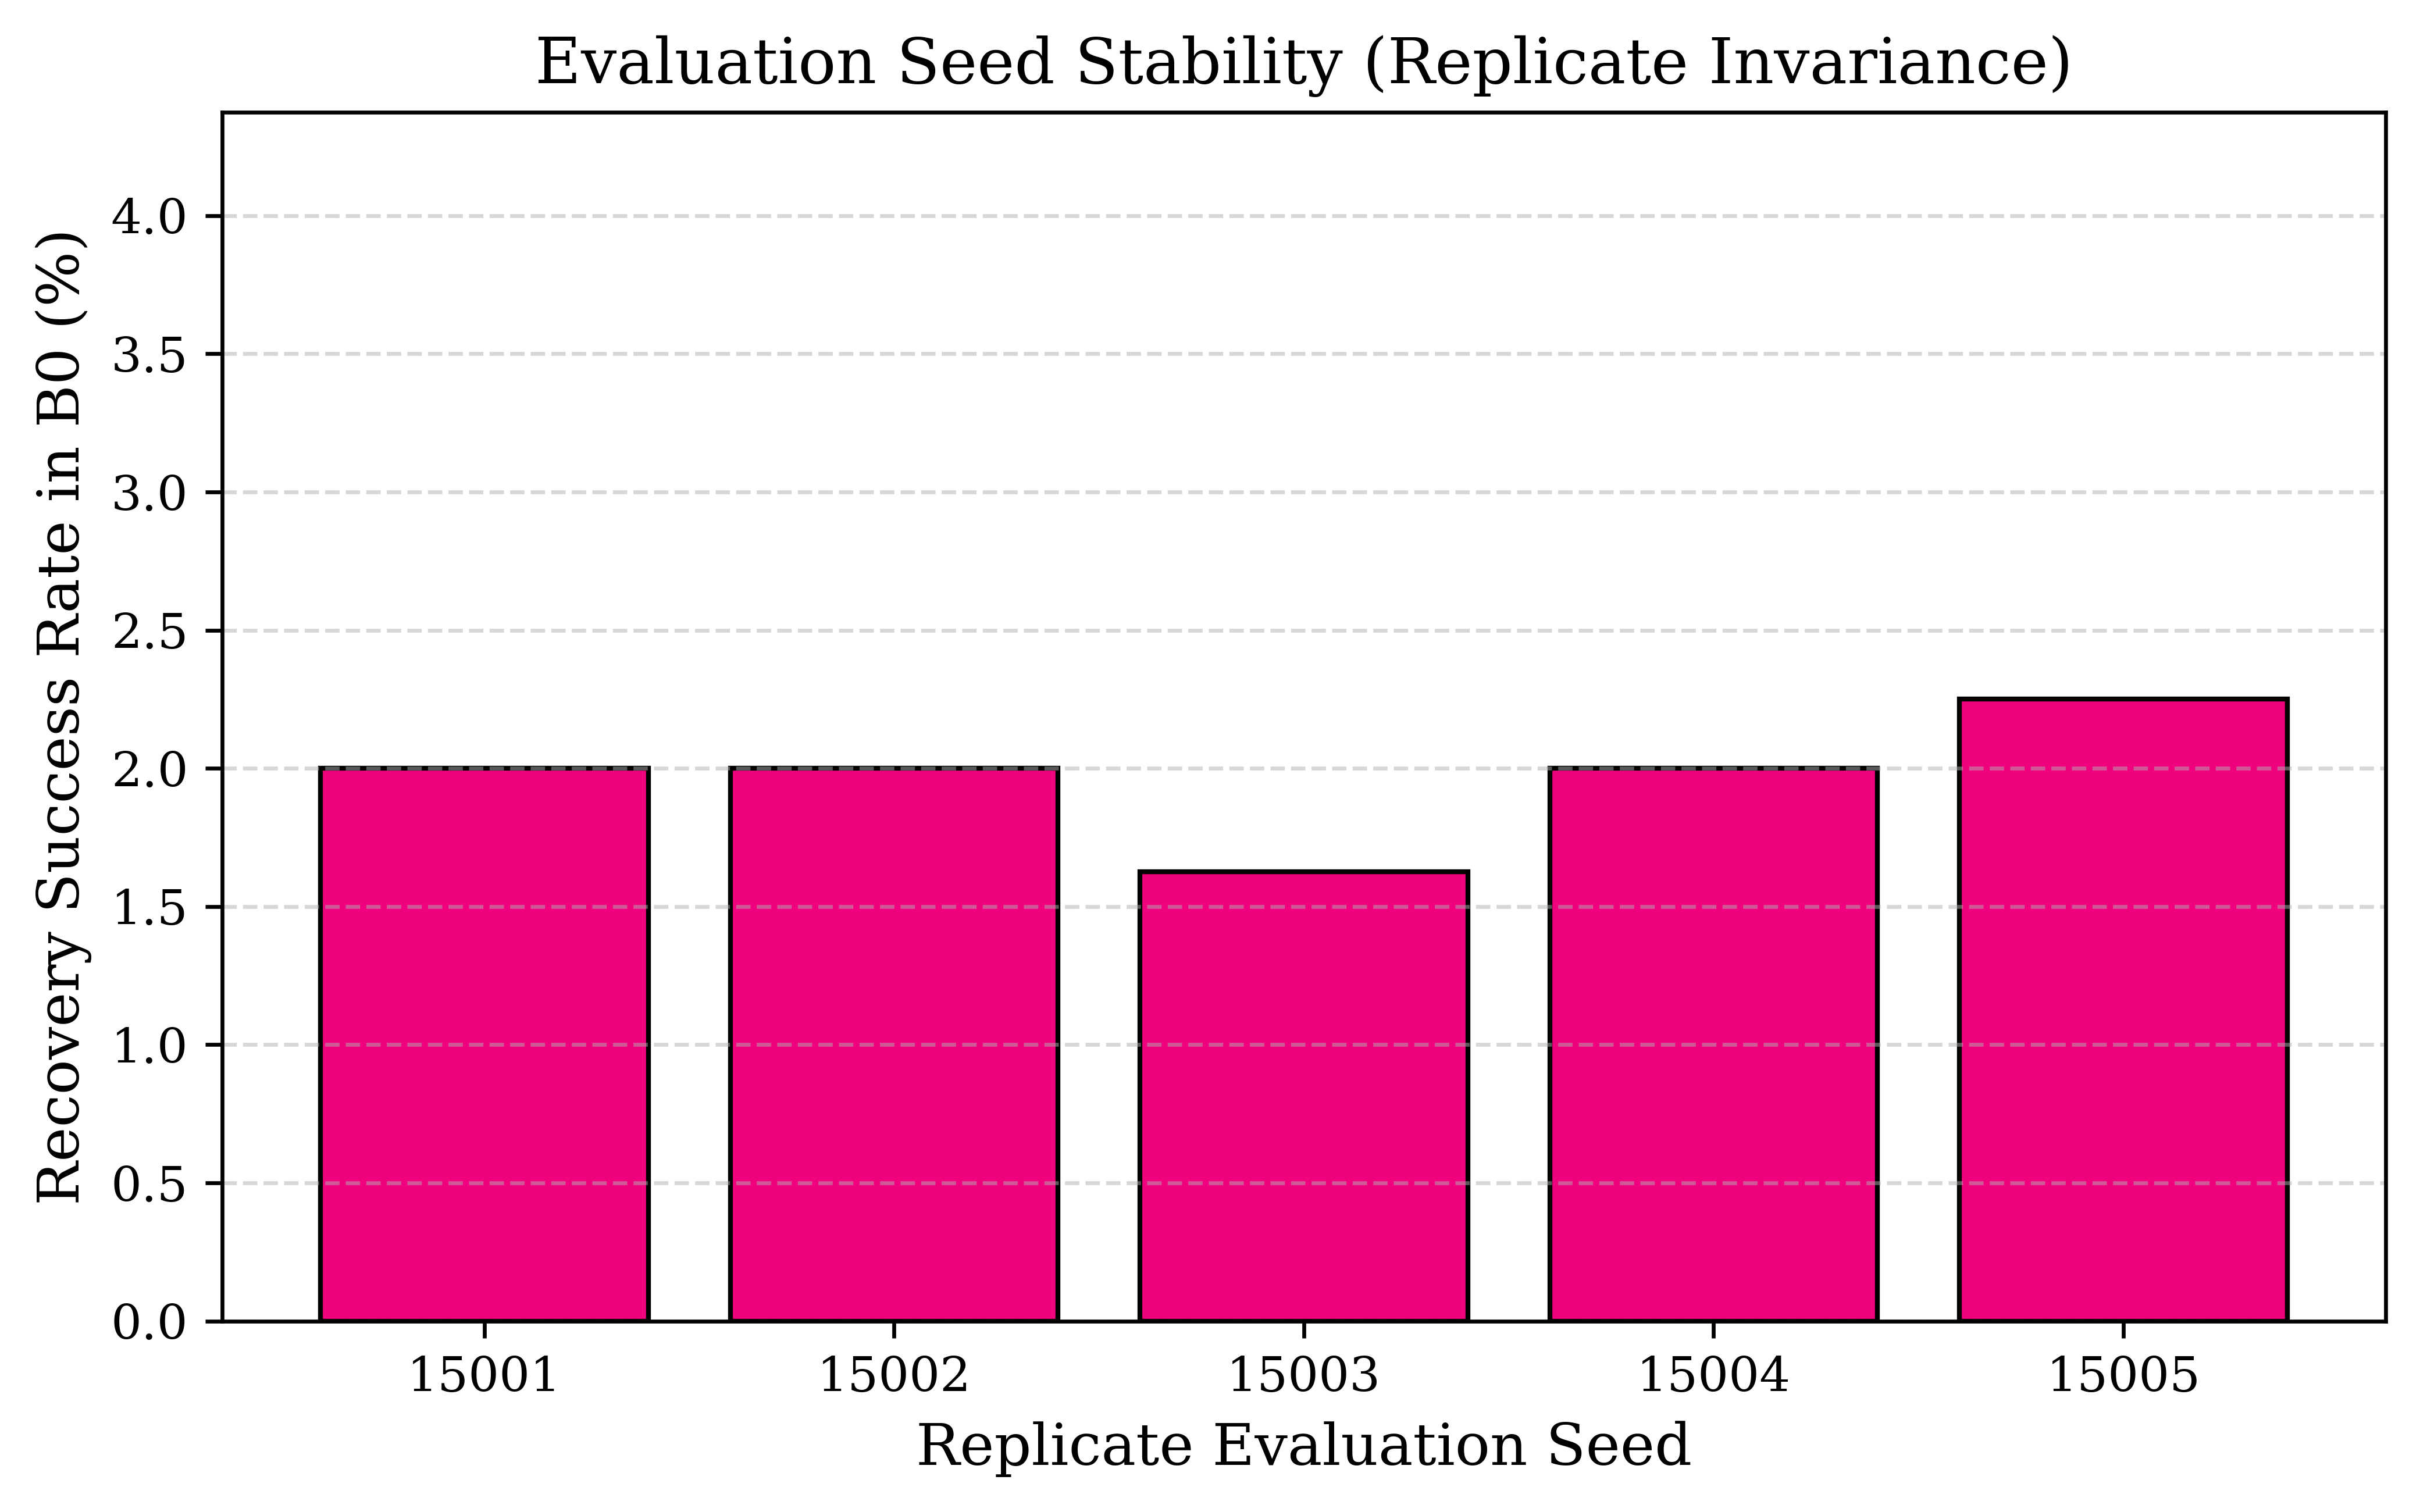 Evaluation Seed Stability (Replicate Invariance)
Recovery Success Rate in B0 (%)
4.0
3.5
3.0
2.5
2.0
1.5
1.0
0.5
0.0
15001 15002 15003 15004 15005
Replicate Evaluation Seed